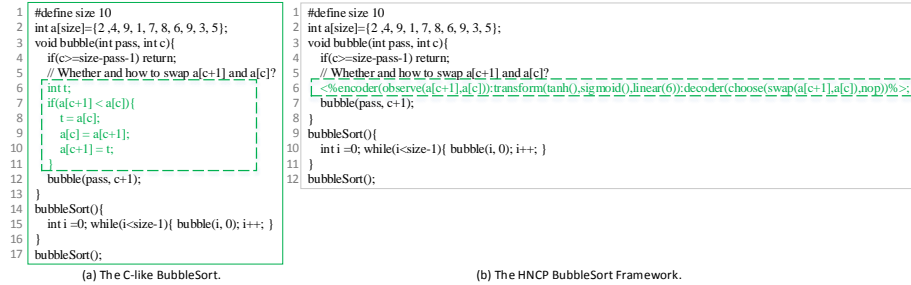 1 #define size 10
2 int a[size]={2 ,4, 9, 1, 7, 8, 6, 9, 3, 5};
3 void bubble(int pass, int c){
4 if(c>=size-pass-1) return;
5 // Whether and how to swap a[c+1] and a[c]?
6 int t;
7 if(a[c+1] < a[c]){
8 t = a[c];
9 a[c] = a[c+1];
10 a[c+1] = t;
11 }
12 bubble(pass, c+1);
13 }
14 bubbleSort(){
15 int i =0; while(i<size-1){ bubble(i, 0); i++; }
16 }
17 bubbleSort();
(a) The C-like BubbleSort.
1 #define size 10
2 int a[size]={2 ,4, 9, 1, 7, 8, 6, 9, 3, 5};
3 void bubble(int pass, int c){
4 if(c>=size-pass-1) return;
5 // Whether and how to swap a[c+1] and a[c]?
6 <%encoder(observe(a[c+1],a[c])):transform(tanh(),sigmoid(),linear(6)):decoder(choose(swap(a[c+1],a[c]),nop))%>;
7 bubble(pass, c+1);
8 }
9 bubbleSort(){
10 int i =0; while(i<size-1){ bubble(i, 0); i++; }
11 }
12 bubbleSort();
(b) The HNCP BubbleSort Framework.